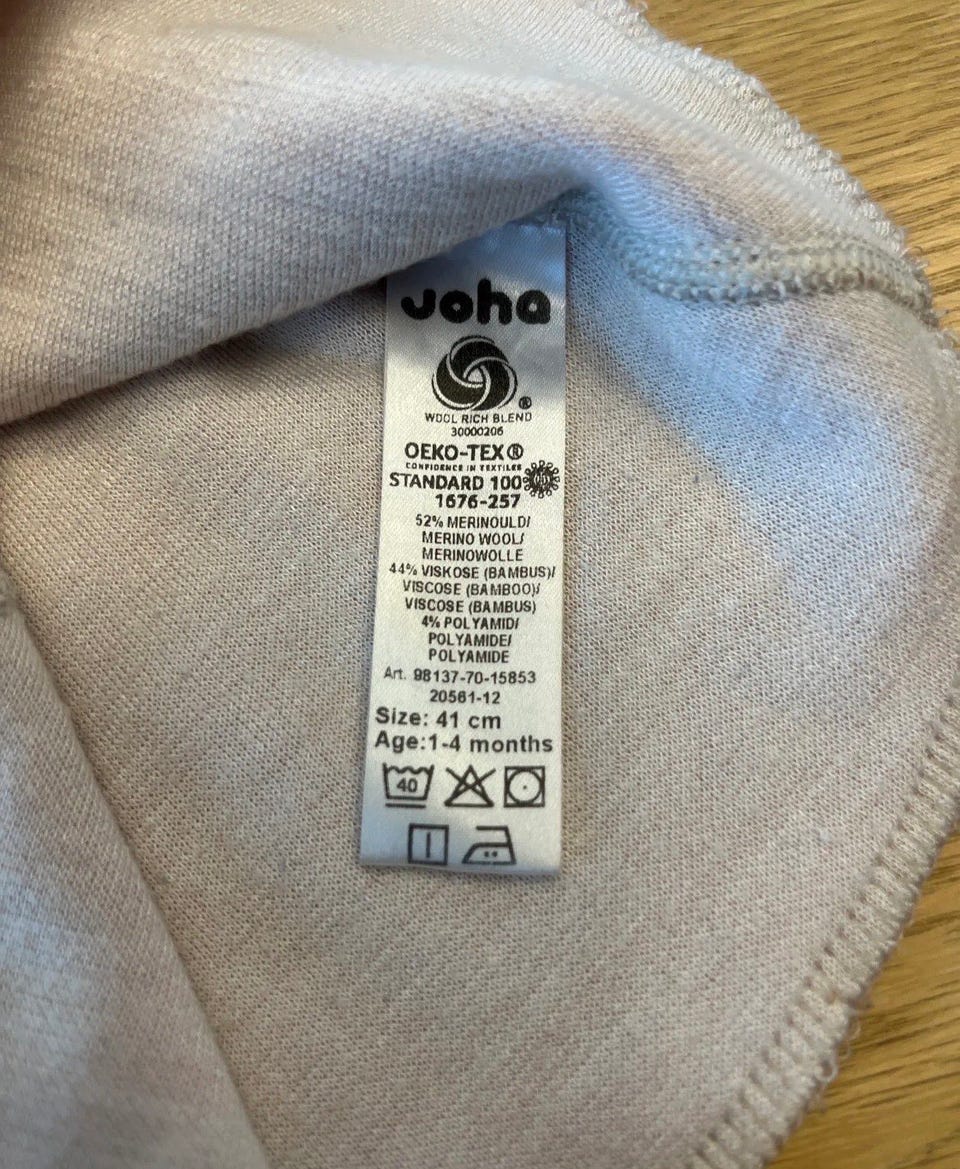 Joha
®
WOOL RICH BLEND
30000206
OEKO-TEX®
CONFIDENCE IN TEXTILES
STANDARD 100
1676-257
52% MERINOULD/
MERINO WOOL/
MERINOWOLLE
44% VISKOSE (BAMBUS)/
VISCOSE (BAMBOO)/
VISCOSE (BAMBUS)
4% POLYAMID/
POLYAMIDE/
POLYAMIDE
Art. 98137-70-15853
20561-12
Size: 41 cm
Age:1-4 months
40